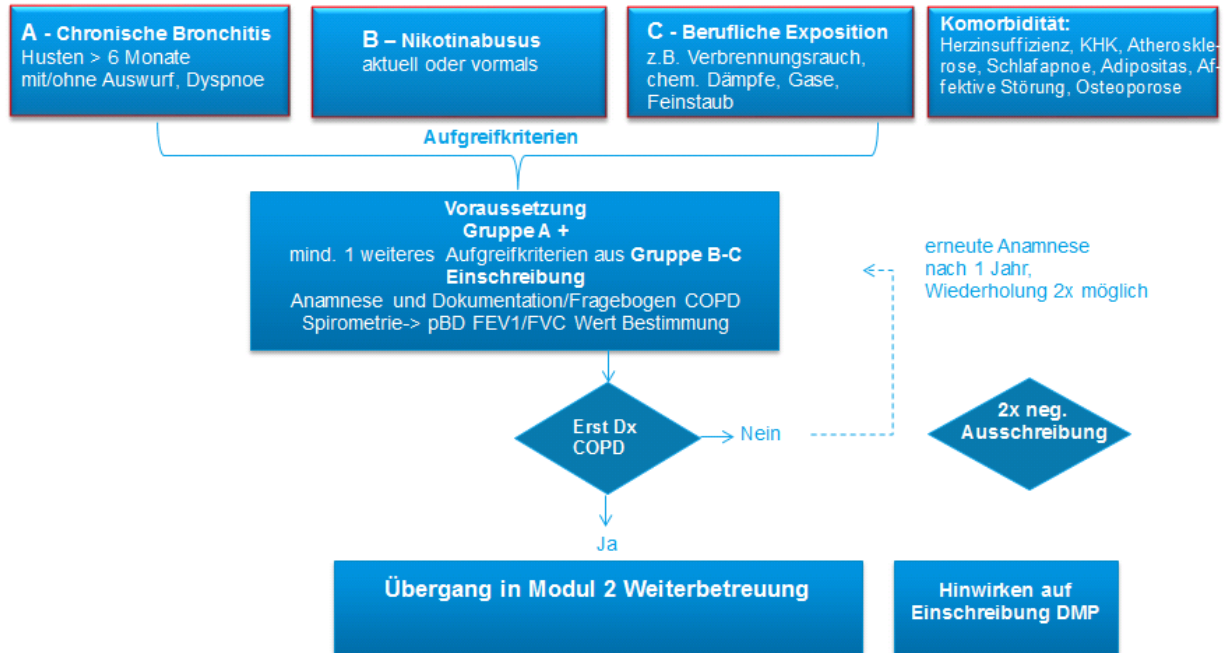 A - Chronische Bronchitis
Husten > 6 Monate
mit/ohne Auswurf, Dyspnoe
B – Nikotinabusus
aktuell oder vormals
C - Berufliche Exposition
z.B. Verbrennungsrauch,
chem. Dämpfe, Gase,
Feinstaub
Komorbidität:
Herzinsuffizienz, KHK, Atheroskle-
rose, Schlafapnoe, Adipositas, Af-
fektive Störung, Osteoporose
Aufgreifkriterien
Voraussetzung
Gruppe A +
mind. 1 weiteres Aufgreifkriterien aus Gruppe B-C
Einschreibung
Anamnese und Dokumentation/Fragebogen COPD
Spirometrie-> pBD FEV1/FVC Wert Bestimmung
erneute Anamnese
nach 1 Jahr,
Wiederholung 2x möglich
Erst Dx
COPD
Nein
2x neg.
Ausschreibung
Ja
Übergang in Modul 2 Weiterbetreuung
Hinwirken auf
Einschreibung DMP